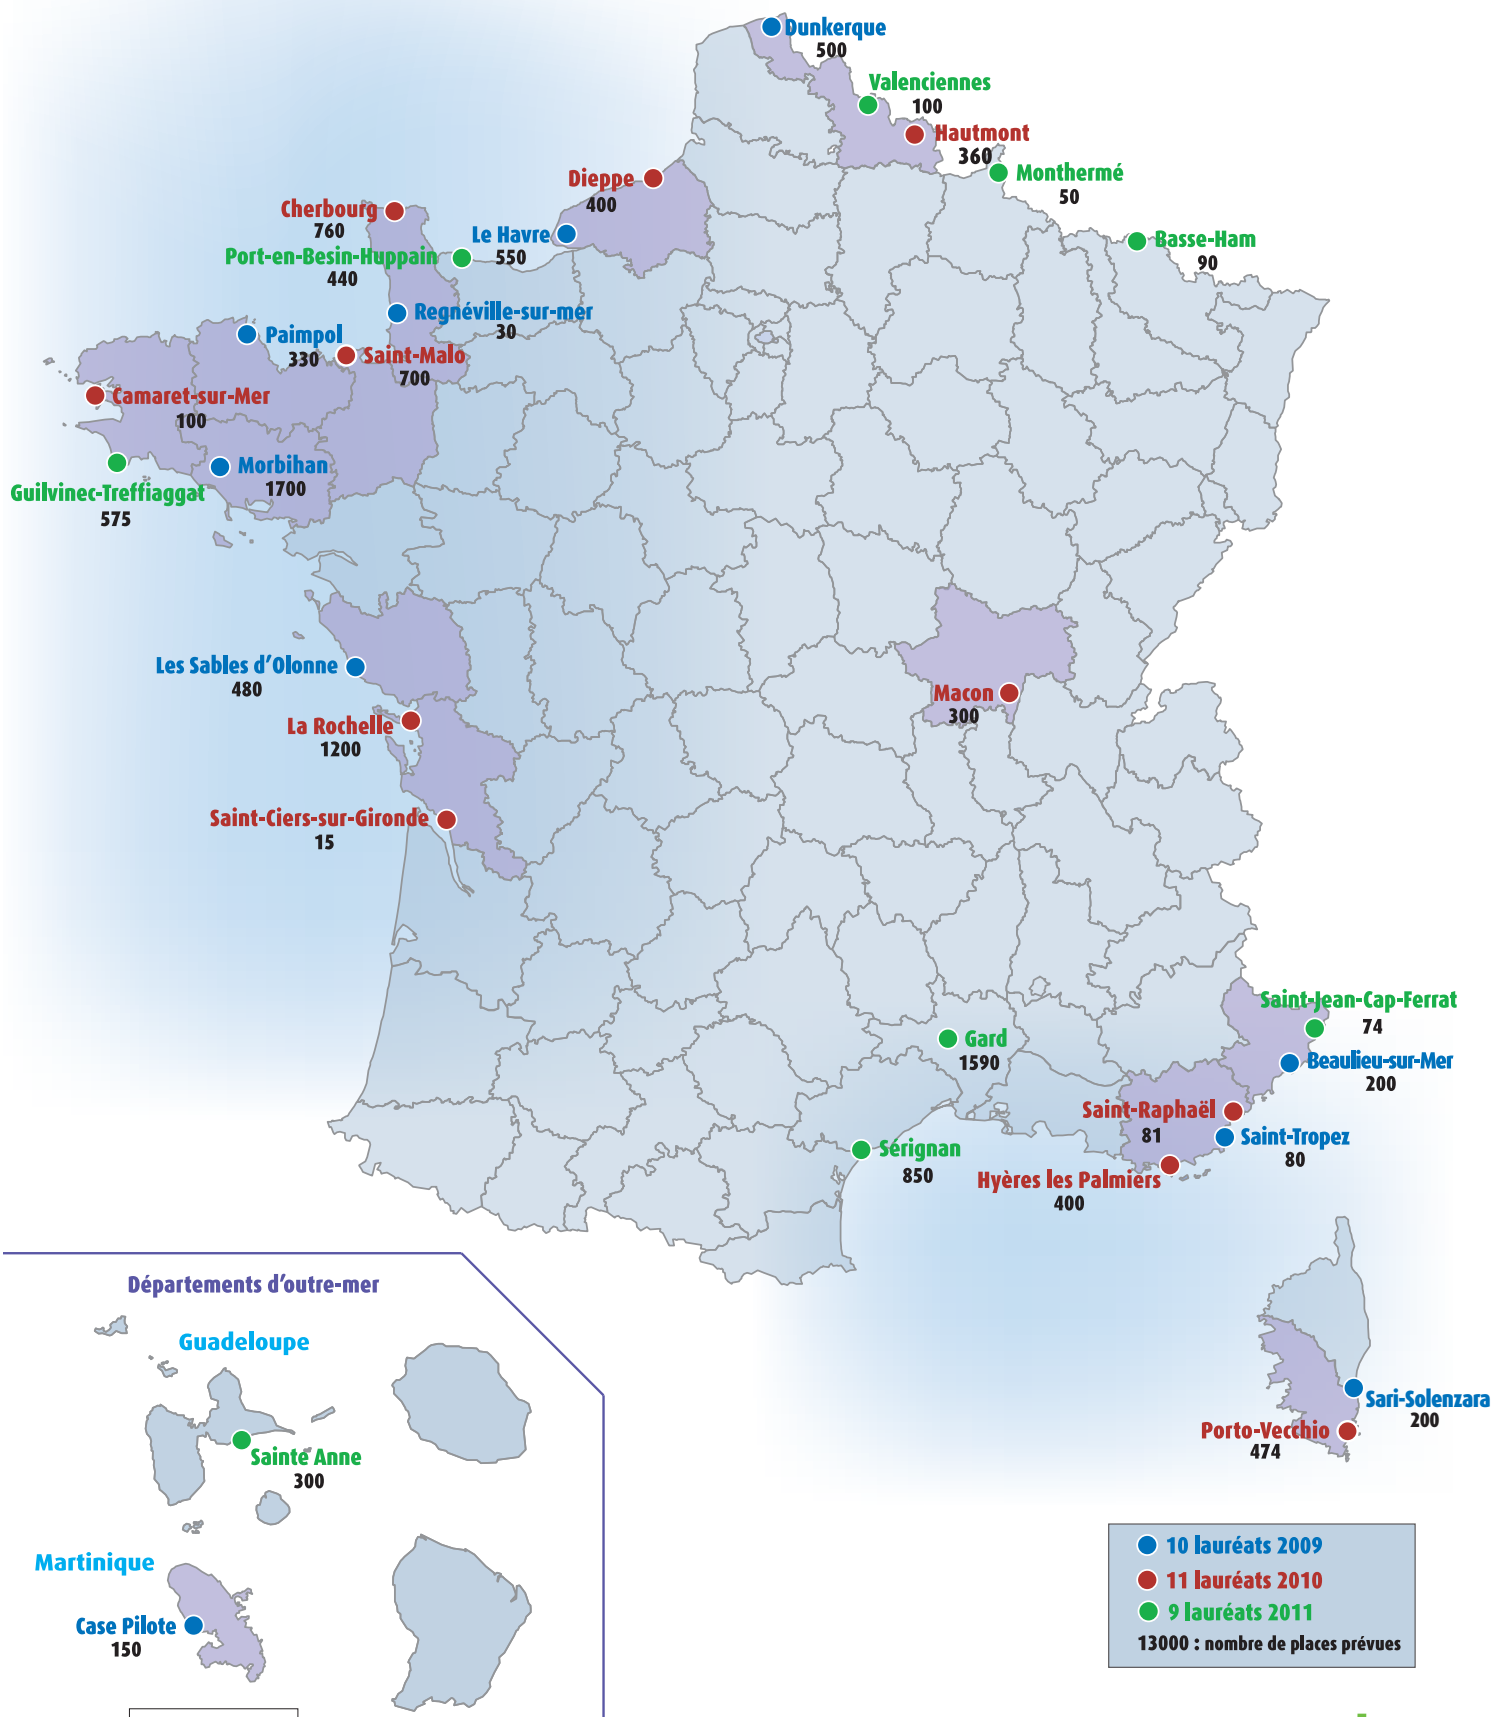 Dunkerque
500
Valenciennes
100
Hautmont
360
Monthermé
50
Dieppe
400
Cherbourg
760
Le Havre
550
Port-en-Besin-Huppain
440
Basse-Ham
90
Regnéville-sur-mer
30
Paimpol
330
Saint-Malo
700
Camaret-sur-Mer
100
Morbihan
1700
Guilvinec-Treffiaggat
575
Les Sables d'Olonne
480
Macon
300
La Rochelle
1200
Saint-Ciers-sur-Gironde
15
Saint-Jean-Cap-Ferrat
74
Gard
1590
Beaulieu-sur-Mer
200
Saint-Raphaël
81
Saint-Tropez
80
Sérignan
850
Hyères les Palmiers
400
Sari-Solenzara
200
Porto-Vecchio
474
Départements d'outre-mer
Guadeloupe
Sainte Anne
300
Martinique
Case Pilote
150
10 lauréats 2009
11 lauréats 2010
9 lauréats 2011
13000 : nombre de places prévues